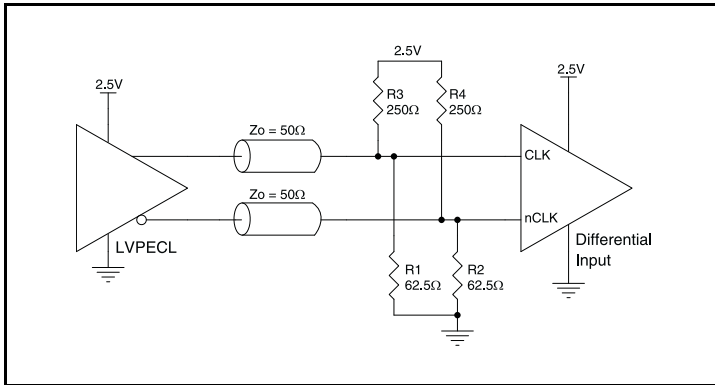 2.5V
2.5V
2.5V
R3
250Ω
R4
250Ω
Zo = 50Ω
CLK
Zo = 50Ω
nCLK
LVPECL
Differential
Input
R1
62.5Ω
R2
62.5Ω